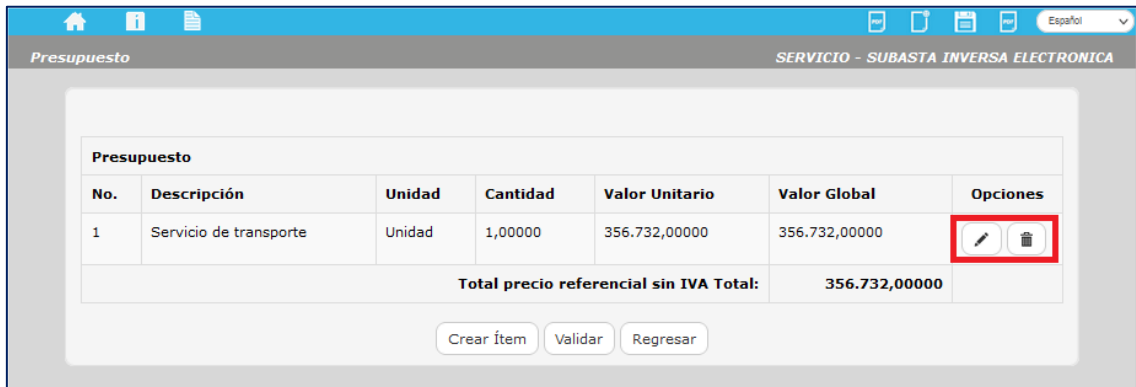 Español
Presupuesto SERVICIO - SUBASTA INVERSA ELECTRONICA
Presupuesto
No. Descripción Unidad Cantidad Valor Unitario Valor Global Opciones
1 Servicio de transporte Unidad 1,00000 356.732,00000 356.732,00000
Total precio referencial sin IVA Total: 356.732,00000
Crear Ítem Validar Regresar